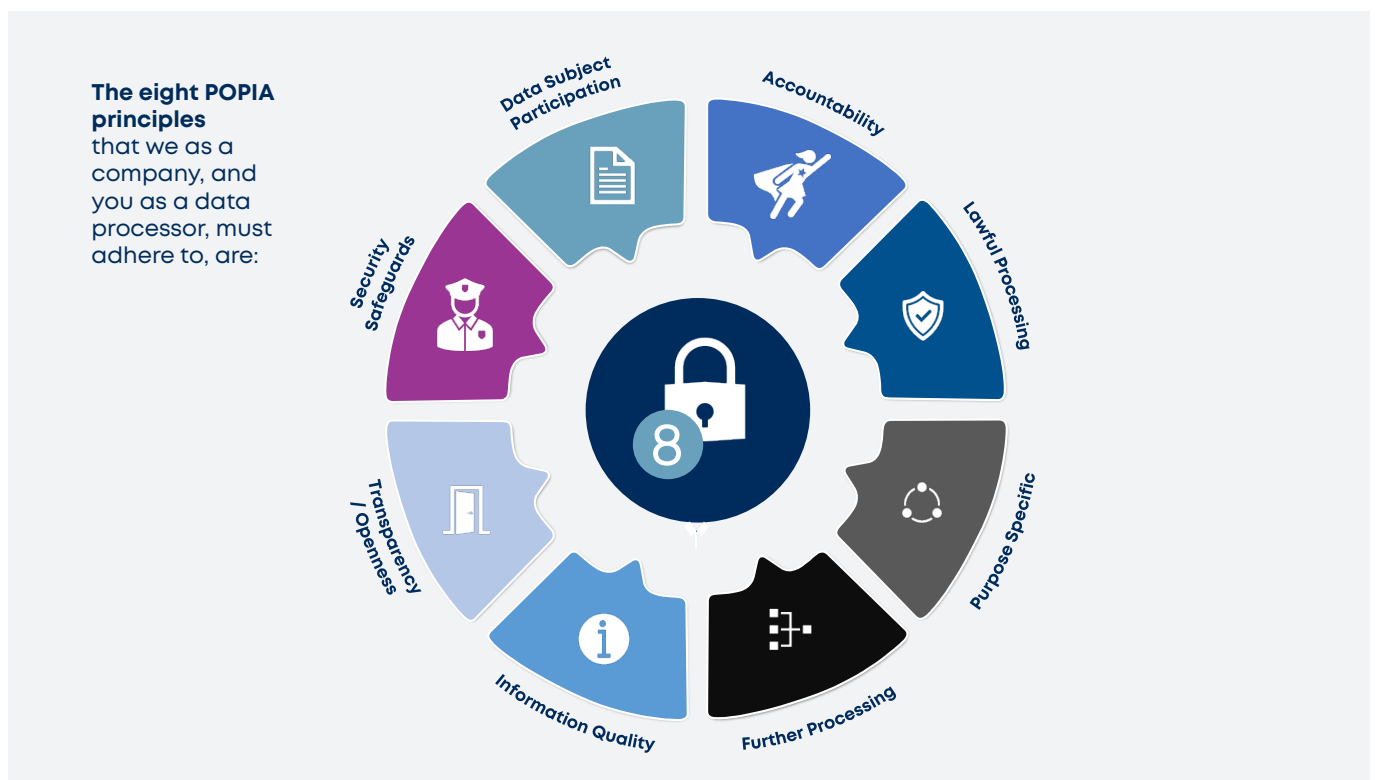 The eight POPIA
principles
that we as a
company, and
you as a data
processor, must
adhere to, are:
Data Subject
Participation
Accountability
Lawful Processing
Purpose Specific
Further Processing
Information Quality
Transparency
/ Openness
Security
Safeguards
8
i